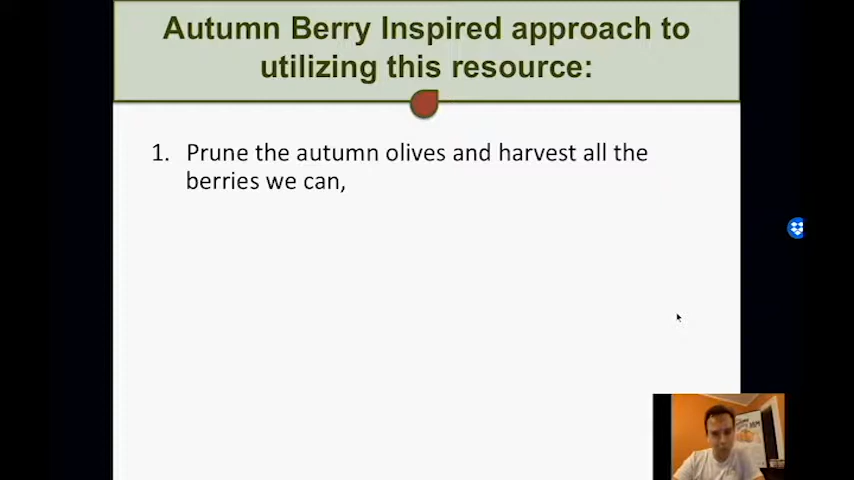 Autumn Berry Inspired approach to
utilizing this resource:
1. Prune the autumn olives and harvest all the
berries we can,